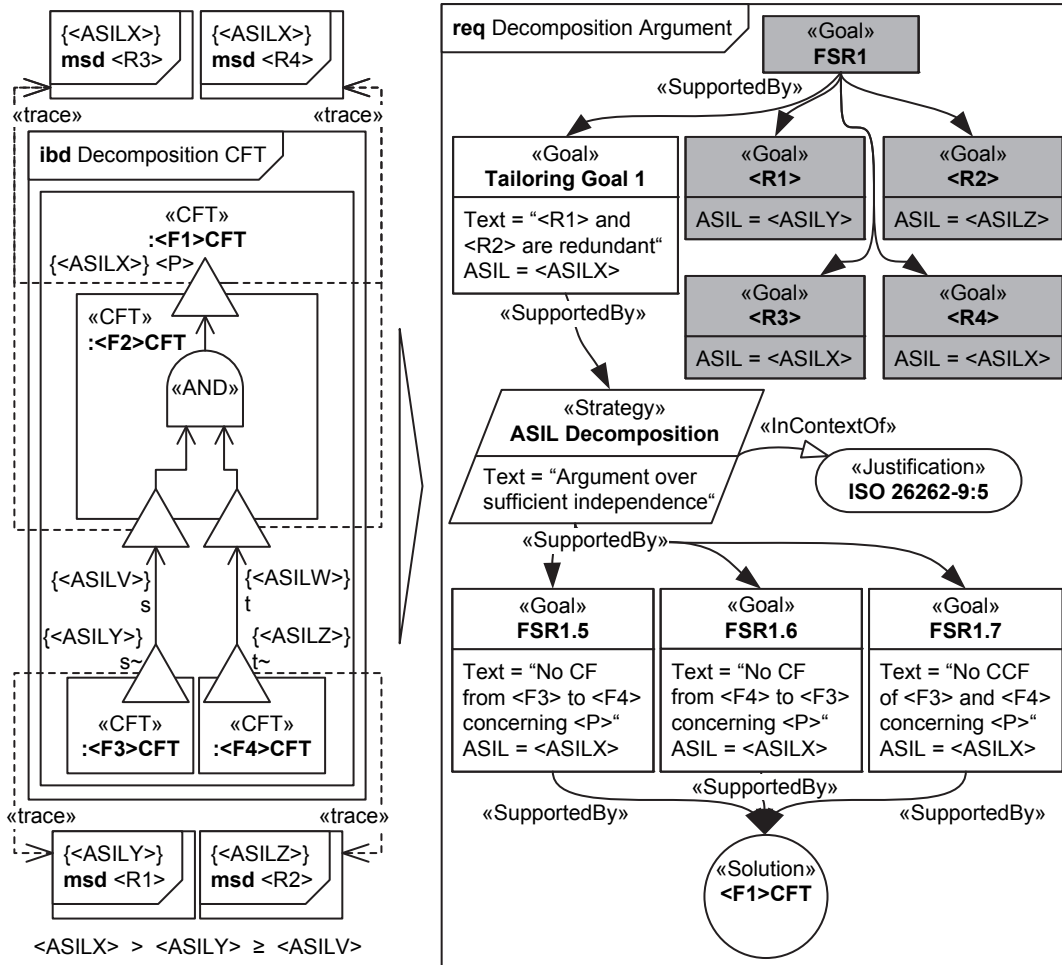 {<ASILX>}
msd <R3>
{<ASILX>}
msd <R4>
«trace»
«trace»
ibd Decomposition CFT
«CFT»
:<F1>CFT
{<ASILX>} <P>
«CFT»
:<F2>CFT
«AND»
{<ASILV>}
s
{<ASILW>}
t
{<ASILY>}
s~
{<ASILZ>}
t~
«CFT»
:<F3>CFT
«CFT»
:<F4>CFT
«trace»
«trace»
{<ASILY>}
msd <R1>
{<ASILZ>}
msd <R2>
<ASILX> > <ASILY> ≥ <ASILV>
req Decomposition Argument
«Goal»
FSR1
«SupportedBy»
«Goal»
Tailoring Goal 1
Text = “<R1> and
<R2> are redundant“
ASIL = <ASILX>
«Goal»
<R1>
ASIL = <ASILY>
«Goal»
<R2>
ASIL = <ASILZ>
«Goal»
<R3>
ASIL = <ASILX>
«Goal»
<R4>
ASIL = <ASILX>
«SupportedBy»
«Strategy»
ASIL Decomposition
Text = “Argument over
sufficient independence“
«InContextOf»
«Justification»
ISO 26262-9:5
«SupportedBy»
«Goal»
FSR1.5
Text = “No CF
from <F3> to <F4>
concerning <P>“
ASIL = <ASILX>
«Goal»
FSR1.6
Text = “No CF
from <F4> to <F3>
concerning <P>“
ASIL = <ASILX>
«Goal»
FSR1.7
Text = “No CCF
of <F3> and <F4>
concerning <P>“
ASIL = <ASILX>
«SupportedBy»
«SupportedBy»
«SupportedBy»
«Solution»
<F1>CFT